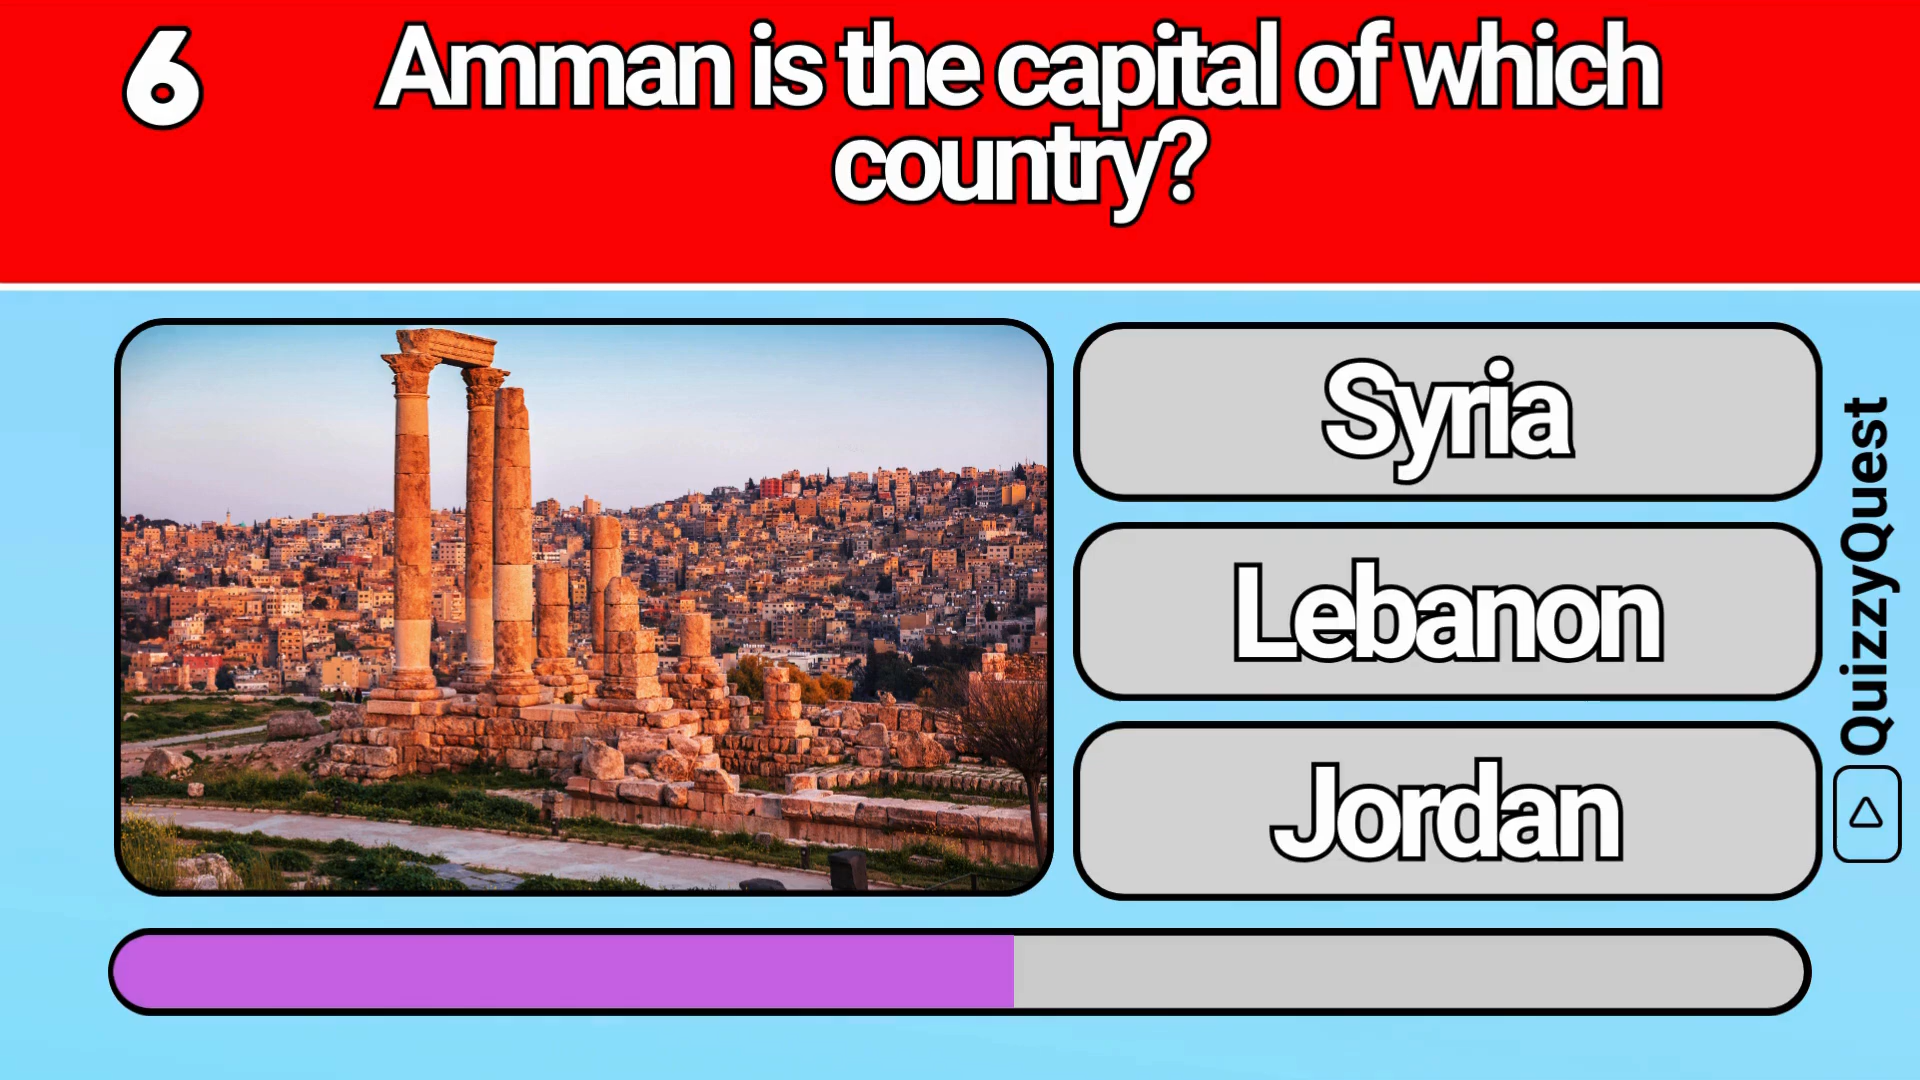 6
Amman is the capital of which
country?
Syria
Lebanon
Jordan
QuizzyQuest